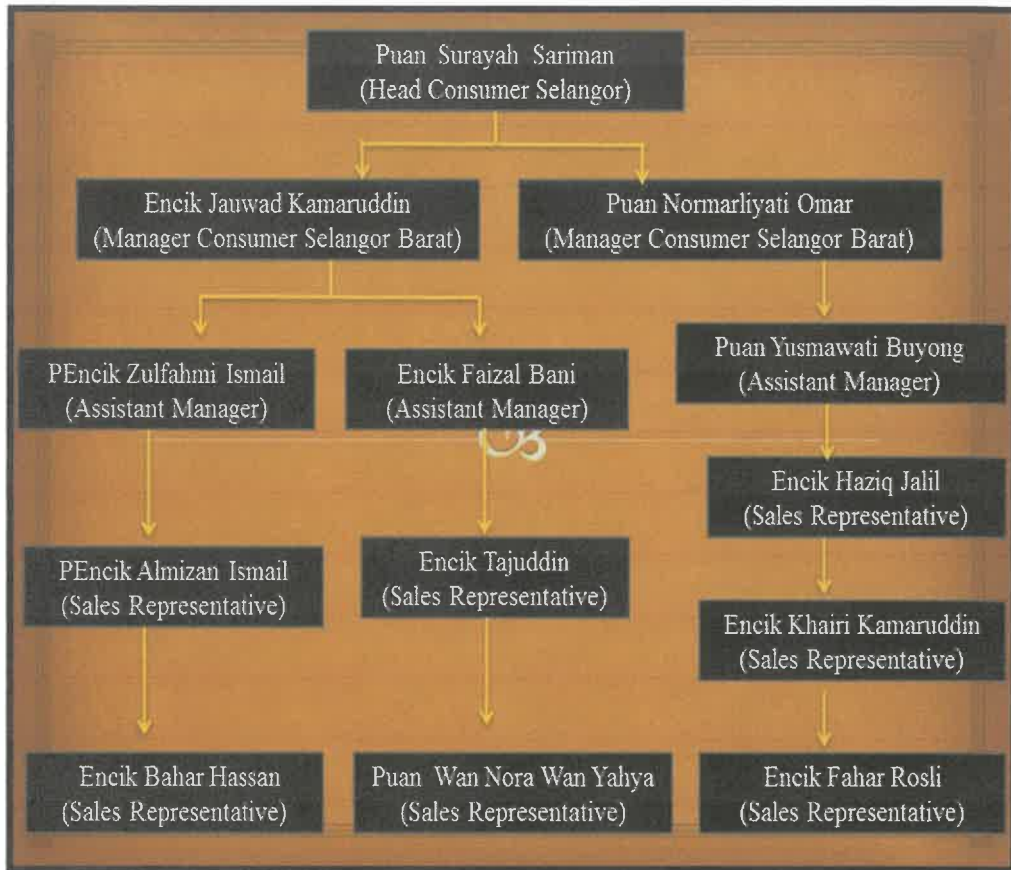 Puan Surayah Sariman
(Head Consumer Selangor)
Encik Jauwad Kamaruddin
(Manager Consumer Selangor Barat)
Puan Normarliyati Omar
(Manager Consumer Selangor Barat)
PEncik Zulfahmi Ismail
(Assistant Manager)
Encik Faizal Bani
(Assistant Manager)
Puan Yusmawati Buyong
(Assistant Manager)
Encik Haziq Jalil
(Sales Representative)
PEncik Almizan Ismail
(Sales Representative)
Encik Tajuddin
(Sales Representative)
Encik Khairi Kamaruddin
(Sales Representative)
Encik Bahar Hassan
(Sales Representative)
Puan Wan Nora Wan Yahya
(Sales Representative)
Encik Fahar Rosli
(Sales Representative)